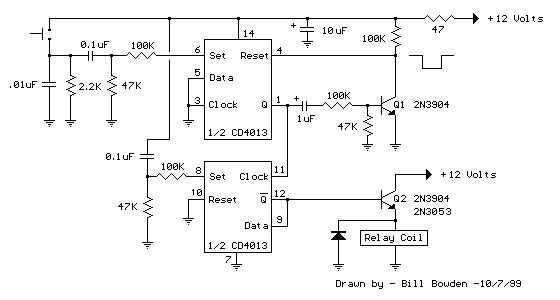 14
+12 Volts
47
+
10uF
100K
0.1uF
100K
6
Set
Reset
4
5
Data
.01uF
2.2K
47K
3
Clock
Q
1
+
100K
1uF
47K
Q1
2N3904
1/2 CD4013
0.1uF
100K
8
Set
Clock
11
+12 Volts
10
Reset
Q
12
Q2
2N3904
2N3053
47K
Data
9
1/2 CD4013
Relay Coil
7
Drawn by - Bill Bowden -10/7/99